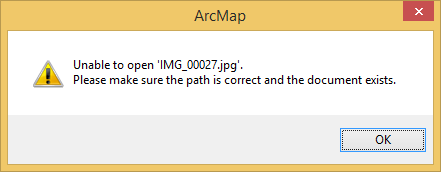 ArcMap
Unable to open 'IMG_00027.jpg'.
Please make sure the path is correct and the document exists.
OK